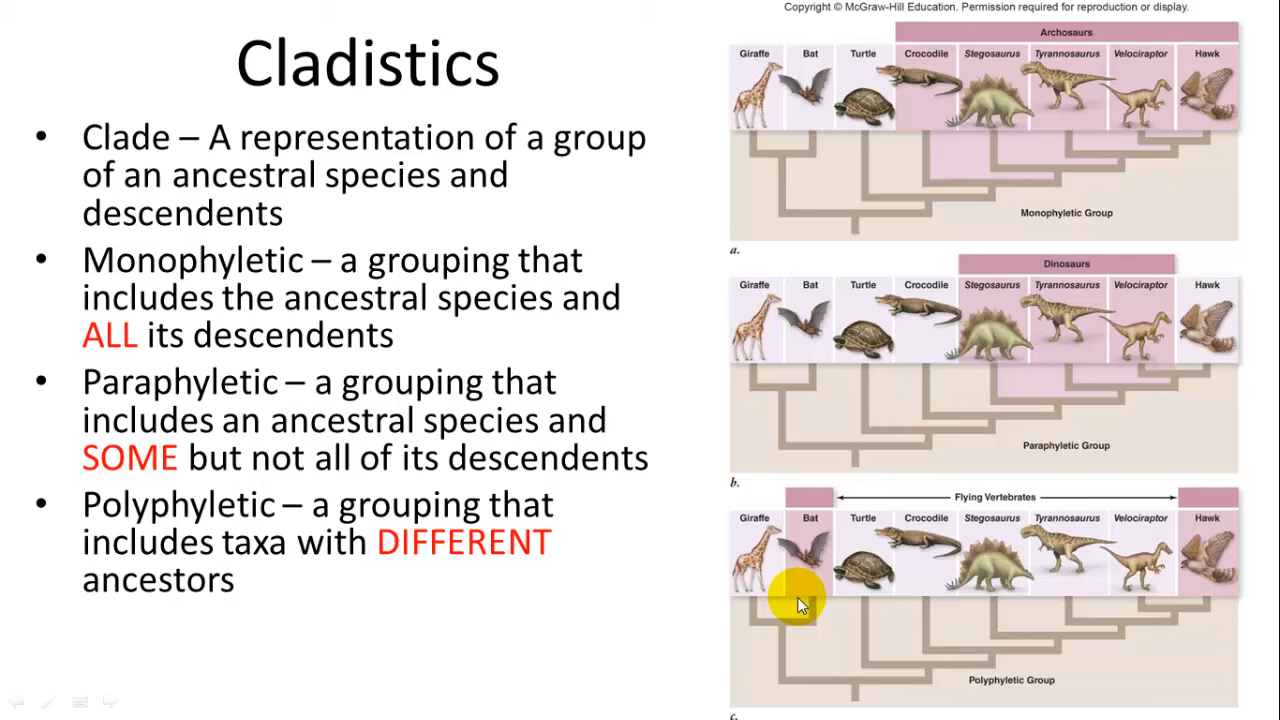 Cladistics
• Clade – A representation of a group
of an ancestral species and
descendents
• Monophyletic – a grouping that
includes the ancestral species and
ALL its descendents
• Paraphyletic – a grouping that
includes an ancestral species and
SOME but not all of its descendents
• Polyphyletic – a grouping that
includes taxa with DIFFERENT
ancestors
Copyright © McGraw-Hill Education. Permission required for reproduction or display.
Archosaurs
Giraffe Bat Turtle Crocodile Stegosaurus Tyrannosaurus Velociraptor Hawk
Monophyletic Group
a.
Dinosaurs
Giraffe Bat Turtle Crocodile Stegosaurus Tyrannosaurus Velociraptor Hawk
Paraphyletic Group
b.
Flying Vertebrates
Giraffe Bat Turtle Crocodile Stegosaurus Tyrannosaurus Velociraptor Hawk
Polyphyletic Group
c.